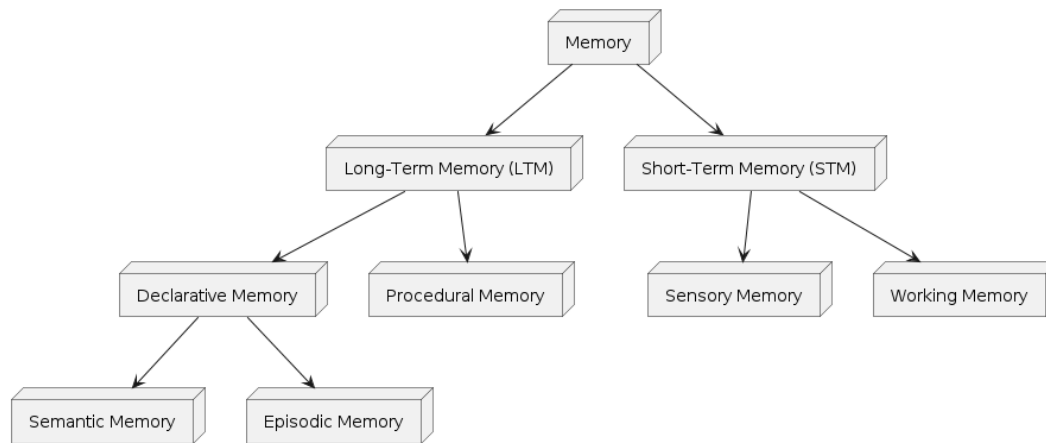 Memory
Long-Term Memory (LTM)
Short-Term Memory (STM)
Declarative Memory
Procedural Memory
Sensory Memory
Working Memory
Semantic Memory
Episodic Memory